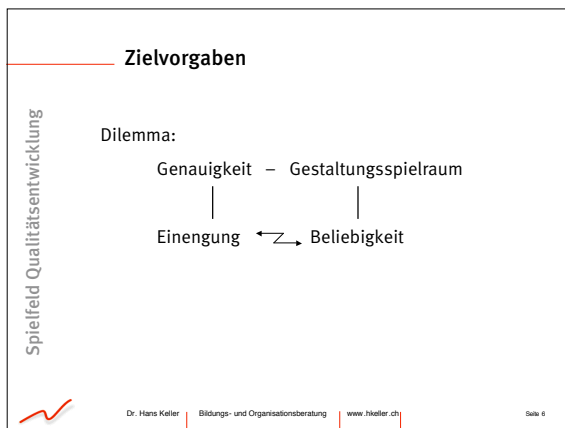 Zielvorgaben
Spielfeld Qualitätsentwicklung
Dilemma:
Genauigkeit – Gestaltungsspielraum
Einengung Beliebigkeit
Dr. Hans Keller Bildungs- und Organisationsberatung www.hkeller.ch Seite 6